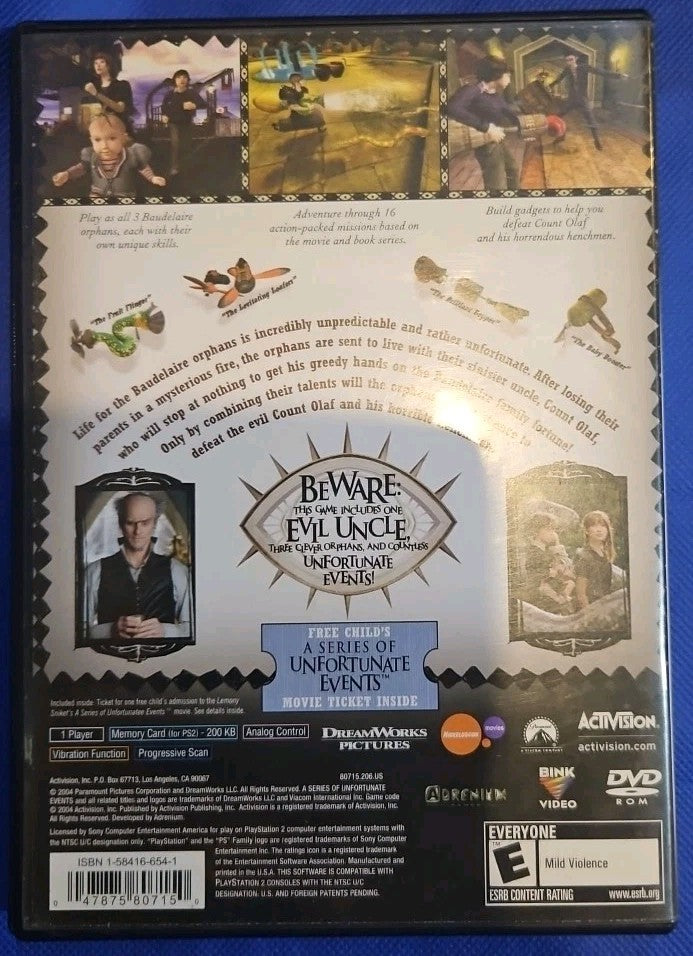 Play as all 3 Baudelaire
orphans, each with their
own unique skills.
Adventure through 16
action-packed missions based on
the movie and book series.
Build gadgets to help you
defeat Count Olaf
and his horrendous henchmen.
"The Fruit Flinger"
"The Levitating Loafers"
"The Brilliant Bopper"
"The Baby Booster"
Life for the Baudelaire orphans is incredibly unpredictable and rather unfortunate. After losing their
parents in a mysterious fire, the orphans are sent to live with their sinister uncle, Count Olaf,
who will stop at nothing to get his greedy hands on the Baudelaire family fortune!
Only by combining their talents will the orphans to
defeat the evil Count Olaf and his horrible
BEWARE:
THIS GAME INCLUDES ONE
EVIL UNCLE,
THREE CLEVER ORPHANS, AND COUNTLESS
UNFORTUNATE
EVENTS!
FREE CHILD'S
A SERIES OF
UNFORTUNATE
EVENTS™
MOVIE TICKET INSIDE
Included inside: Ticket for one free child's admission to the Lemony
Snicket's A Series of Unfortunate Events™ movie. See details inside.
1 Player
Memory Card (for PS2) - 200 KB
Analog Control
Vibration Function
Progressive Scan
DREAMWORKS
PICTURES
NICKELODEON
movies
Paramount
ACTIVISION.
activision.com
Activision, Inc. P.O. Box 67713, Los Angeles, CA 90067
80715.206.US
© 2004 Paramount Pictures Corporation and DreamWorks LLC. All Rights Reserved. A SERIES OF UNFORTUNATE
EVENTS and all related titles and logos are trademarks of DreamWorks LLC and Viacom International Inc. Game code
© 2004 Activision, Inc. Published by Activision Publishing, Inc. Activision is a registered trademark of Activision, Inc.
All Rights Reserved. Developed by Adrenium.
ADRENIUM
BINK
VIDEO
DVD
ROM
Licensed by Sony Computer Entertainment America for play on PlayStation 2 computer entertainment systems with
the NTSC U/C designation only. "PlayStation" and the "PS" Family logo are registered trademarks of Sony Computer
Entertainment Inc. The ratings icon is a registered trademark
of the Entertainment Software Association. Manufactured and
printed in the U.S.A. THIS SOFTWARE IS COMPATIBLE WITH
PLAYSTATION 2 CONSOLES WITH THE NTSC U/C
DESIGNATION. U.S. AND FOREIGN PATENTS PENDING.
ISBN 1-58416-654-1
0 47875 80715 0
EVERYONE
E
Mild Violence
ESRB CONTENT RATING
www.esrb.org